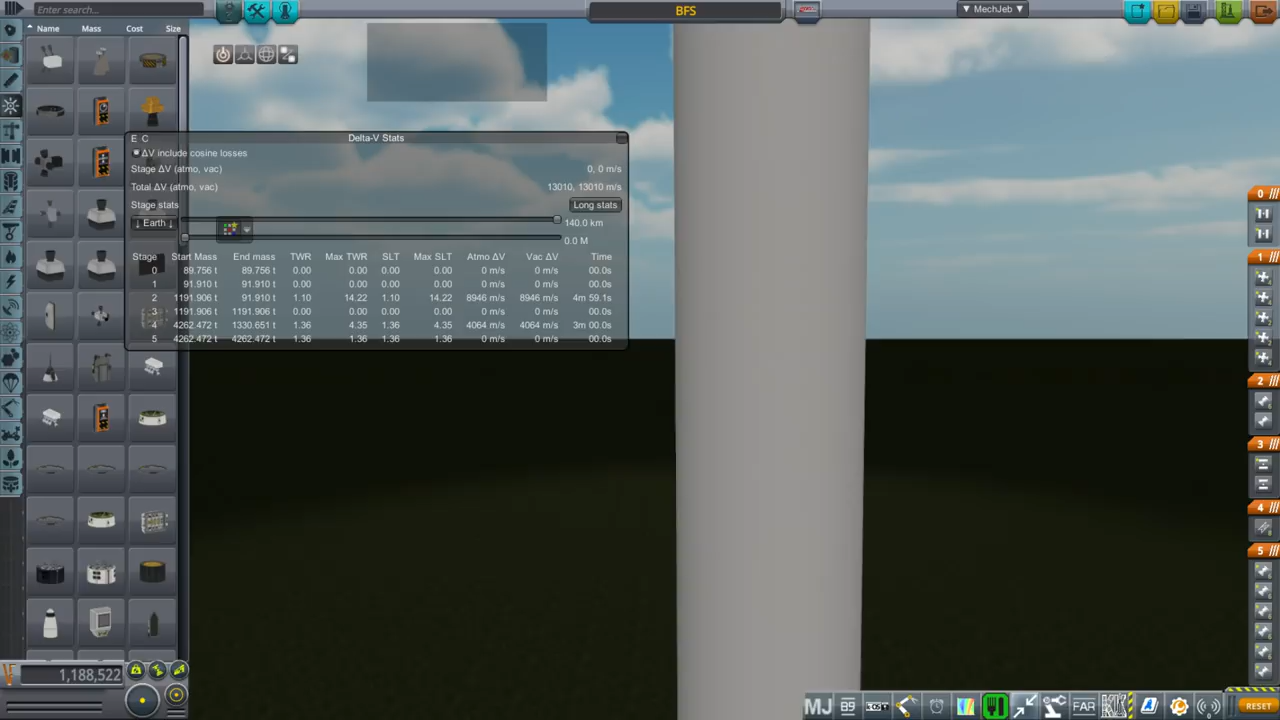 Enter search...
BFS
▼ MechJeb ▼
Name Mass Cost Size
E C Delta-V Stats
ΔV include cosine losses
Stage ΔV (atmo, vac) 0, 0 m/s
Total ΔV (atmo, vac) 13010, 13010 m/s
Stage stats Long stats
↓ Earth ↓ 140.0 km
0.0 M
Stage Start Mass End mass TWR Max TWR SLT Max SLT Atmo ΔV Vac ΔV Time
0 89.756 t 89.756 t 0.00 0.00 0.00 0.00 0 m/s 0 m/s 00.0s
1 91.910 t 91.910 t 0.00 0.00 0.00 0.00 0 m/s 0 m/s 00.0s
2 1191.906 t 91.910 t 1.10 14.22 1.10 14.22 8946 m/s 8946 m/s 4m 59.1s
3 1191.906 t 1191.906 t 0.00 0.00 0.00 0.00 0 m/s 0 m/s 00.0s
4 4262.472 t 1330.651 t 1.36 4.35 1.36 4.35 4064 m/s 4064 m/s 3m 00.0s
5 4262.472 t 4262.472 t 1.36 1.36 1.36 1.36 0 m/s 0 m/s 00.0s
0
1
2
3
4
5
1,188,522
MJ B9 kOS FAR
RESET